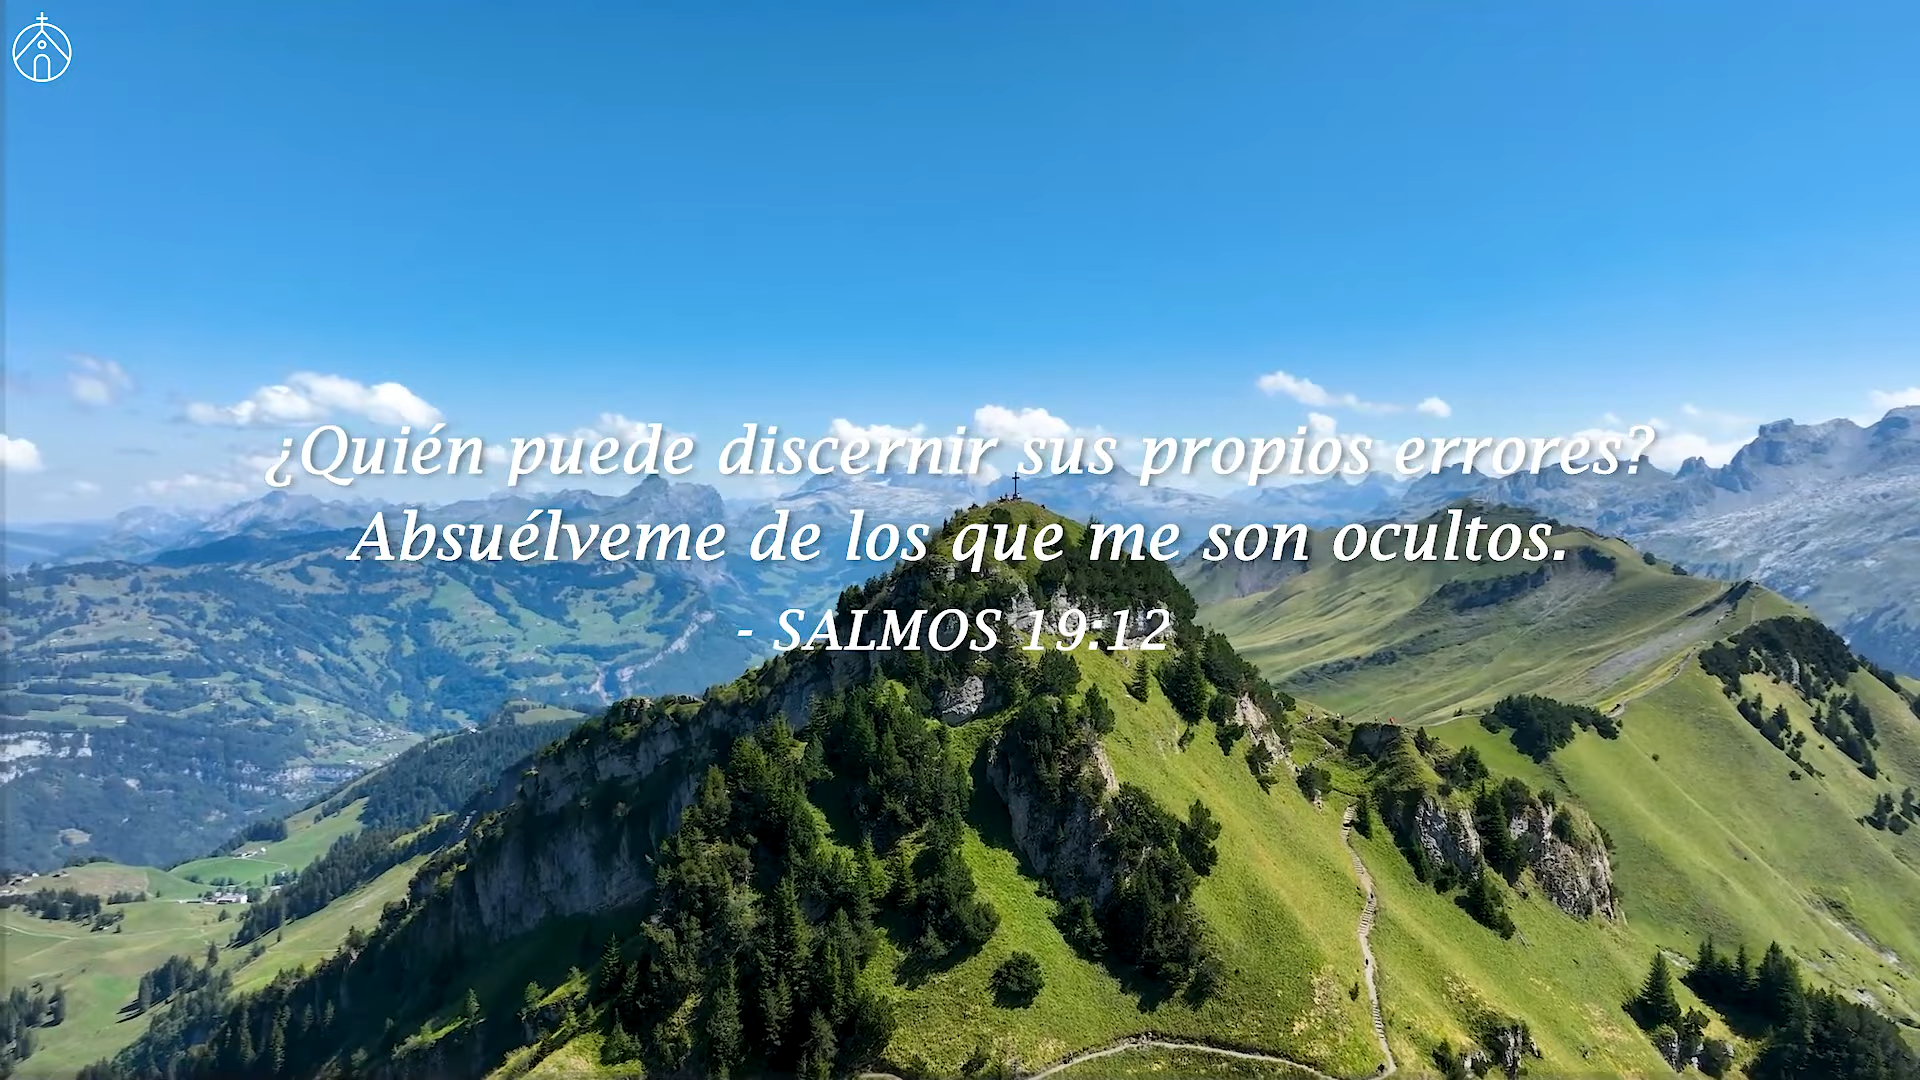 ¿Quién puede discernir sus propios errores?
Absuélveme de los que me son ocultos.
- SALMOS 19:12